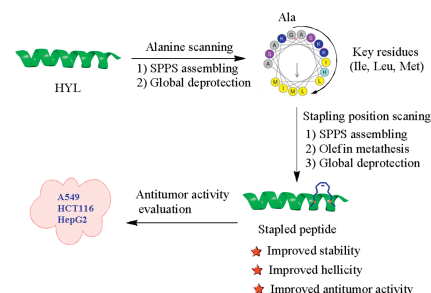 Ala
Alanine scanning
1) SPPS assembling
2) Global deprotection
HYL
K G A S
A K
S K
A I
M H
I M L L
Key residues
(Ile, Leu, Met)
Stapling position scaning
1) SPPS assembling
2) Olefin metathesis
3) Global deprotection
A549
HCT116
HepG2
Antitumor activity
evaluation
Stapled peptide
Improved stability
Improved hellicity
Improved antitumor activity